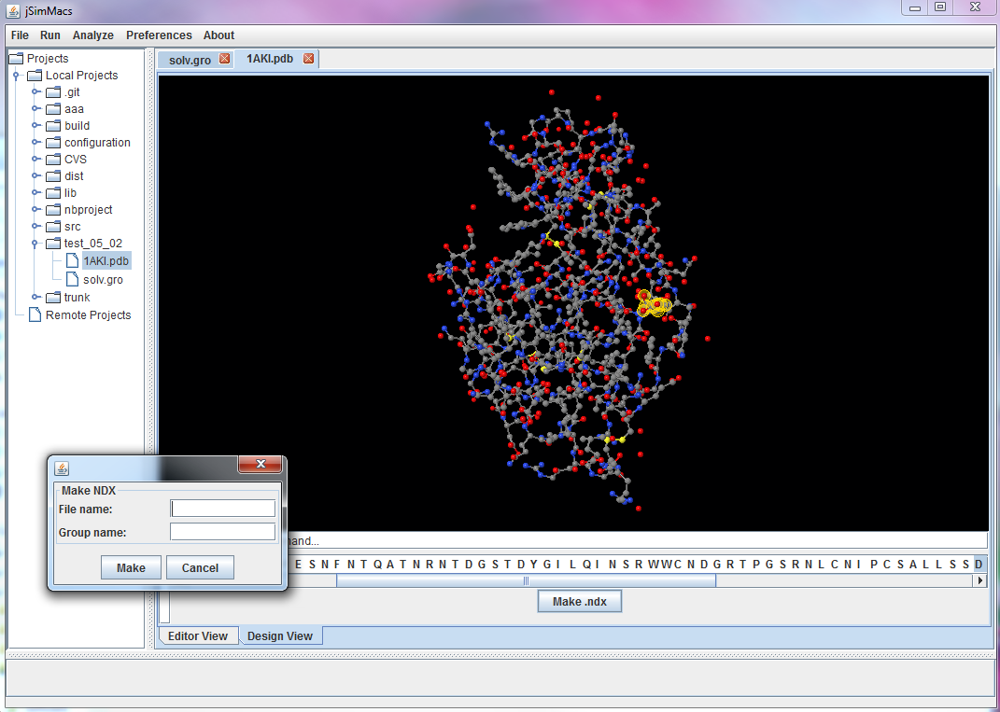 jSimMacs
File Run Analyze Preferences About
Projects
Local Projects
.git
aaa
build
configuration
CVS
dist
lib
nbproject
src
test_05_02
1AKI.pdb
solv.gro
trunk
Remote Projects
solv.gro 1AKI.pdb
Make NDX
File name:
Group name:
Make Cancel
and...
E S N F N T Q A T N R N T D G S T D Y G I L Q I N S R W W C N D G R T P G S R N L C N I P C S A L L S S D
Make .ndx
Editor View Design View